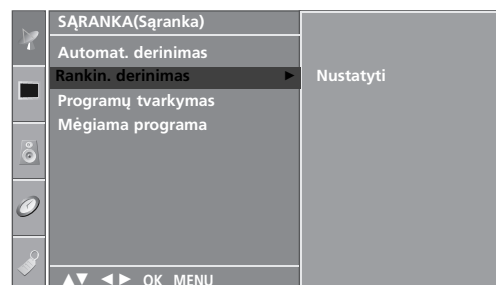 SĄRANKA(Sąranka)
Automat. derinimas
Rankin. derinimas ► Nustatyti
Programų tvarkymas
Mėgiama programa
▲▼ ◄► OK MENU